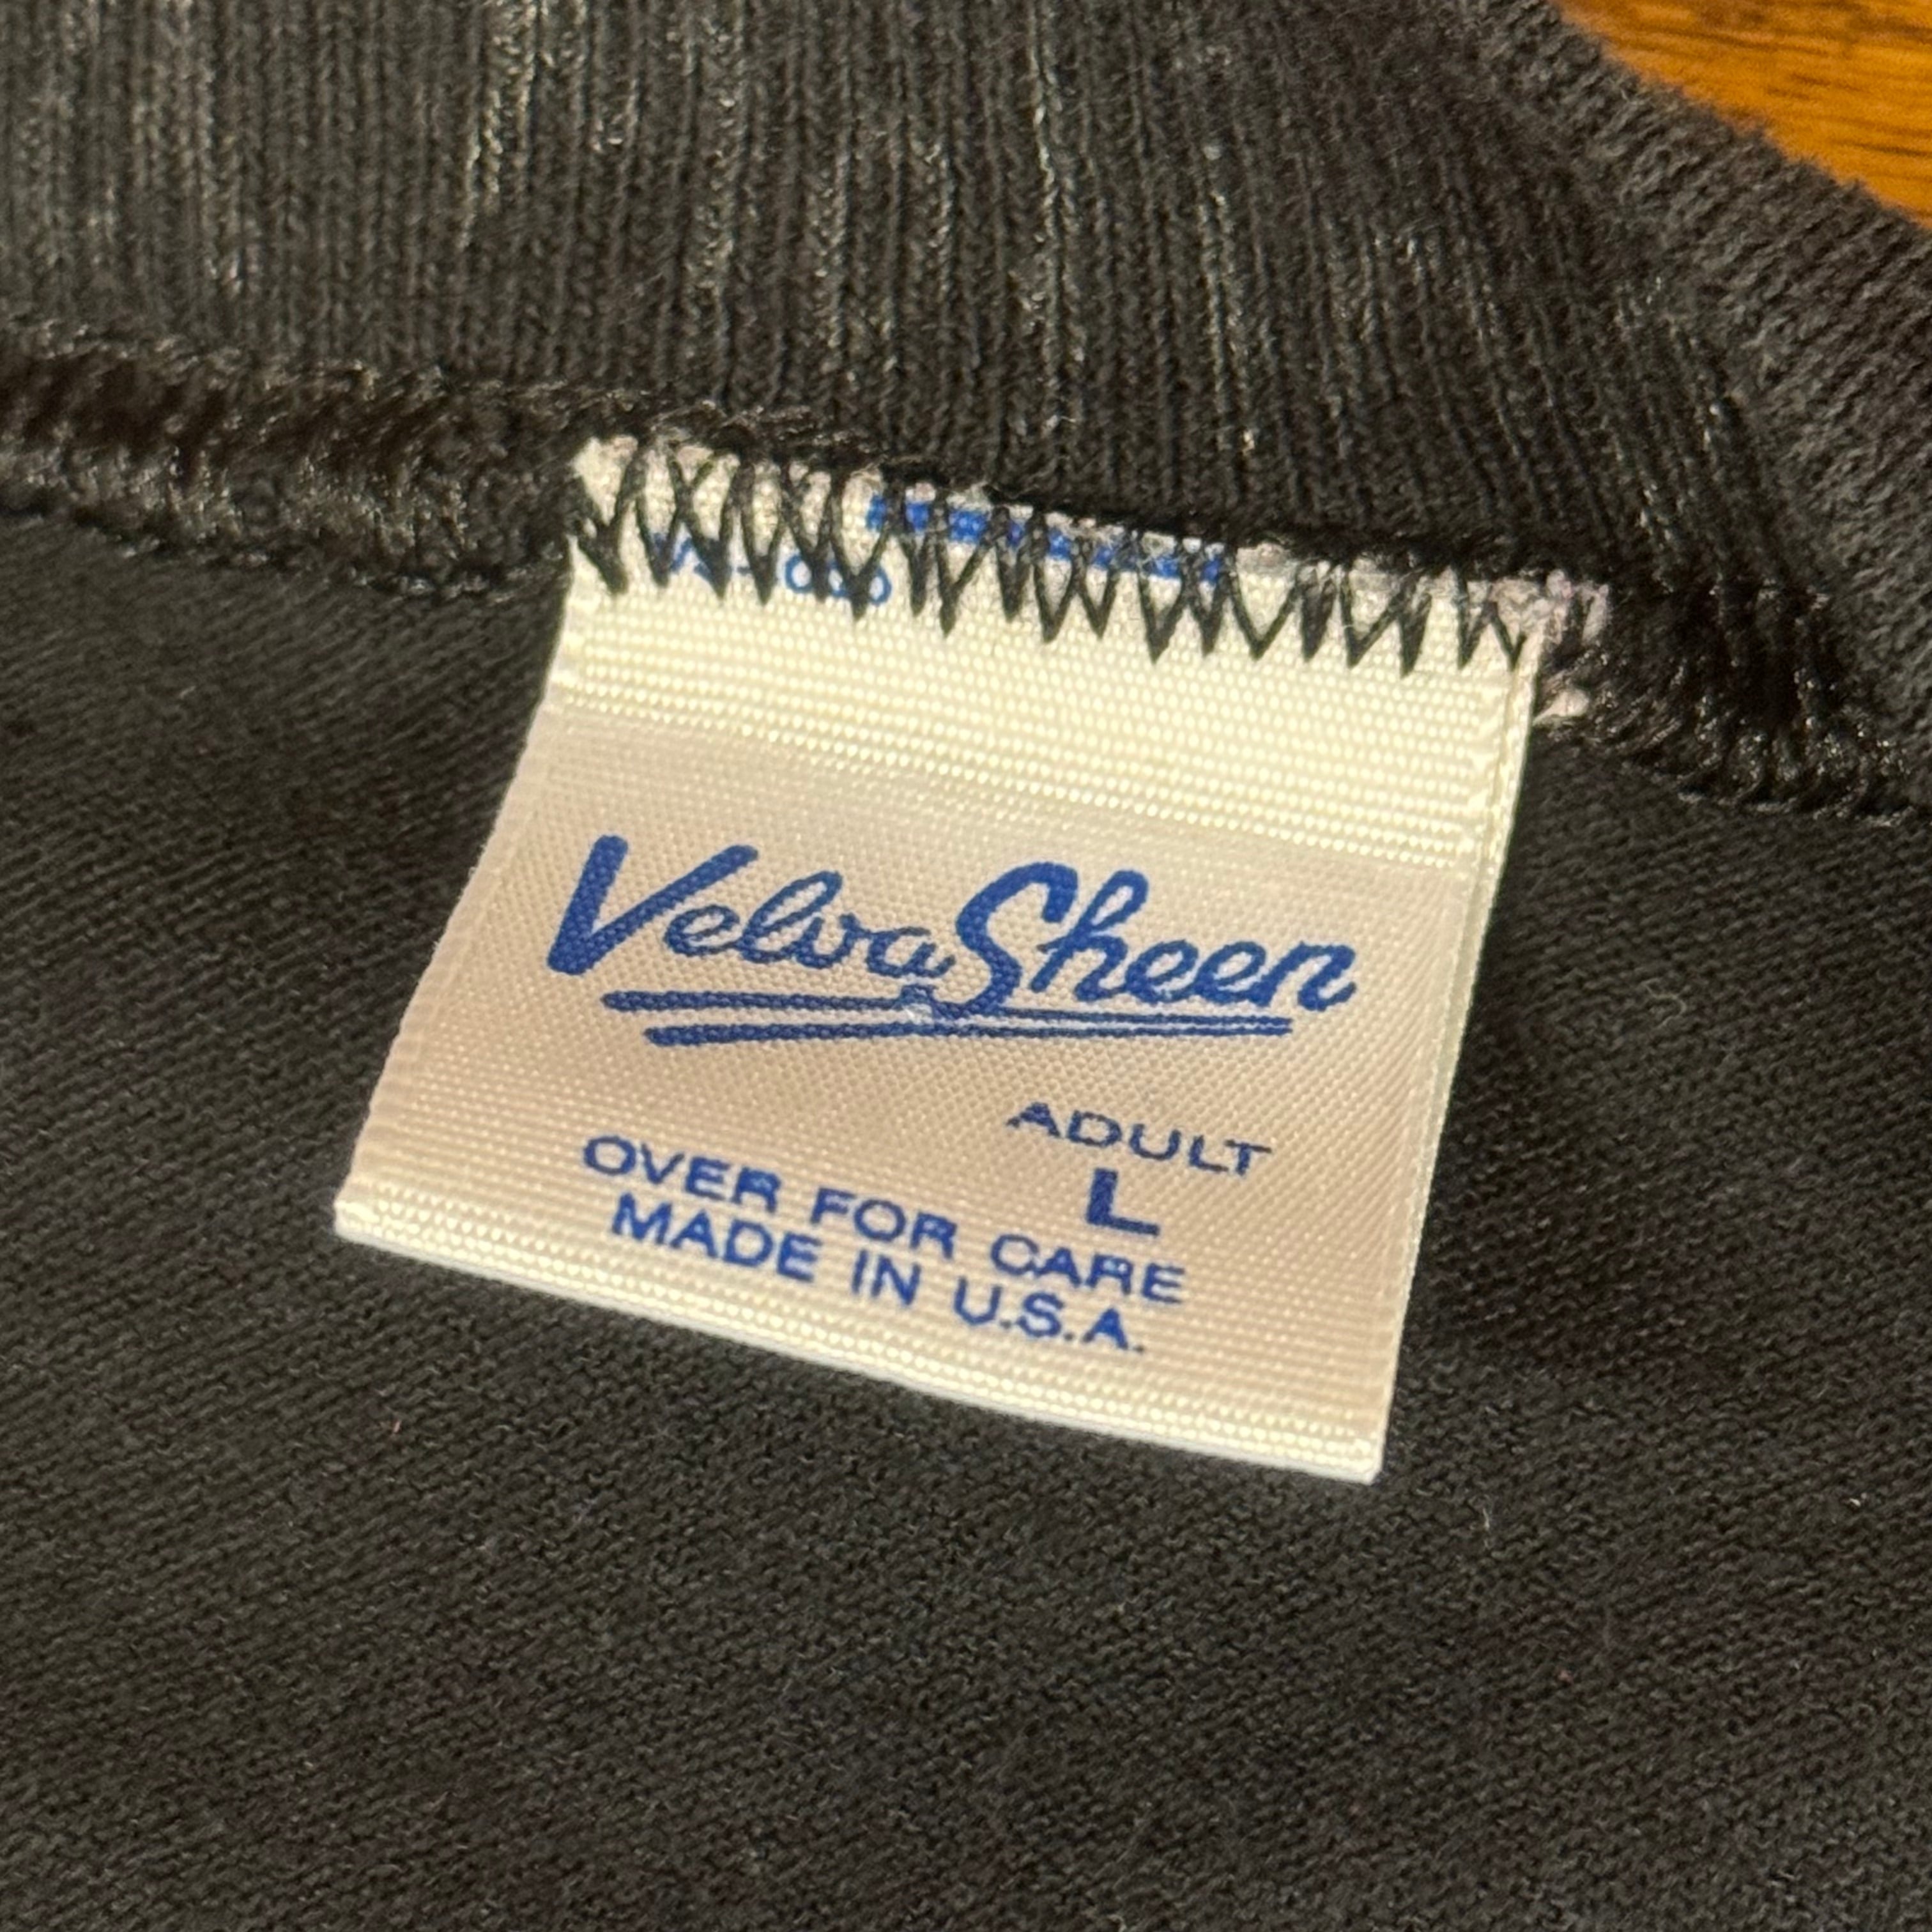 VelvaSheen
ADULT
L
OVER FOR CARE
MADE IN U.S.A.